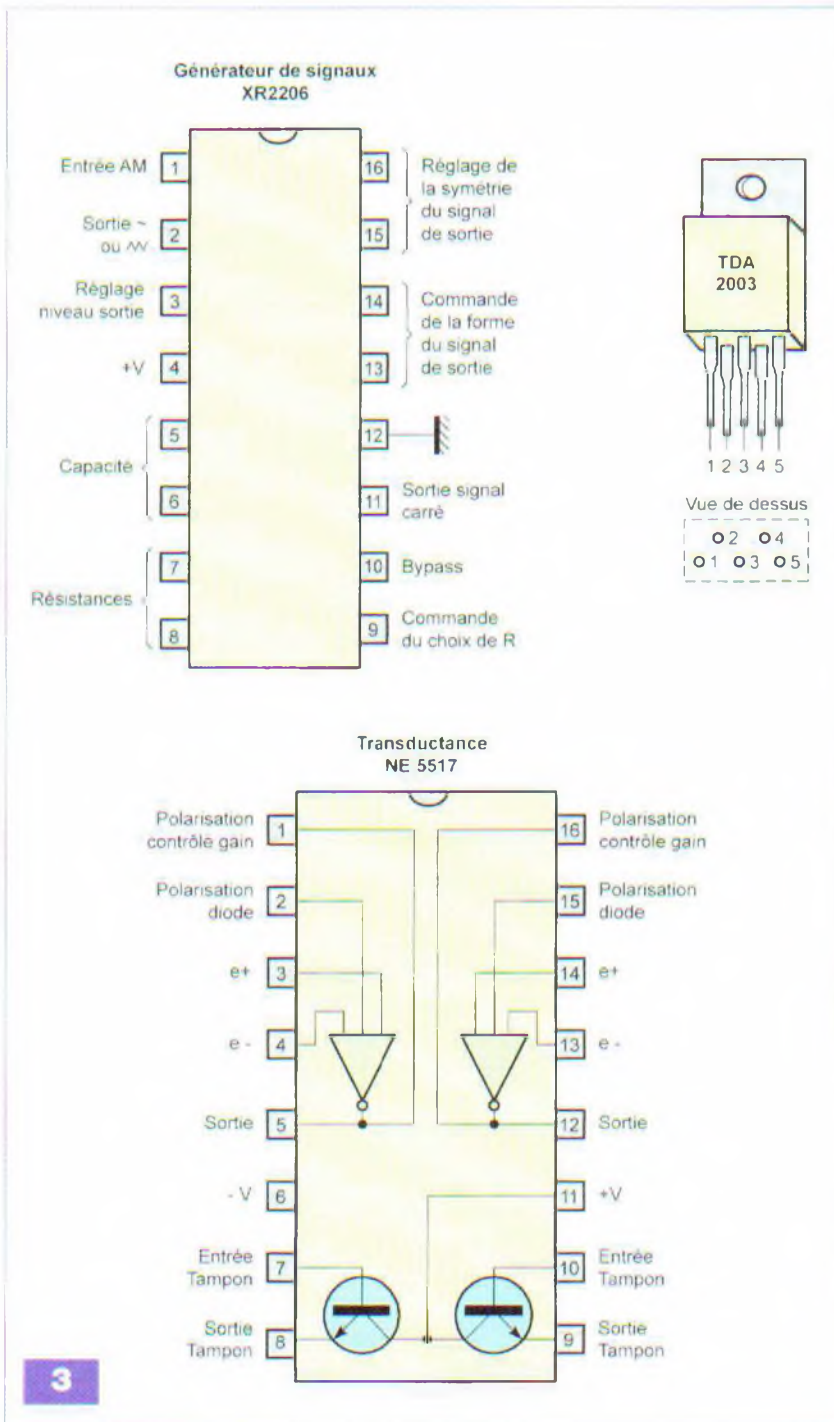 Générateur de signaux
XR2206
Entrée AM
1
16
Réglage de
la symétrie
du signal
de sortie
Sortie ~
ou
2
15
Réglage
niveau sortie
3
14
Commande
de la forme
du signal
de sortie
+V
4
13
Capacité
5
12
6
11
Sortie signal
carré
Résistances
7
10
Bypass
8
9
Commande
du choix de R
TDA
2003
1 2 3 4 5
Vue de dessus
2 4
1 3 5
Transductance
NE 5517
Polarisation
contrôle gain
1
16
Polarisation
contrôle gain
Polarisation
diode
2
15
Polarisation
diode
e+
3
14
e+
e -
4
13
e -
Sortie
5
12
Sortie
- V
6
11
+V
Entrée
Tampon
7
10
Entrée
Tampon
Sortie
Tampon
8
9
Sortie
Tampon
3